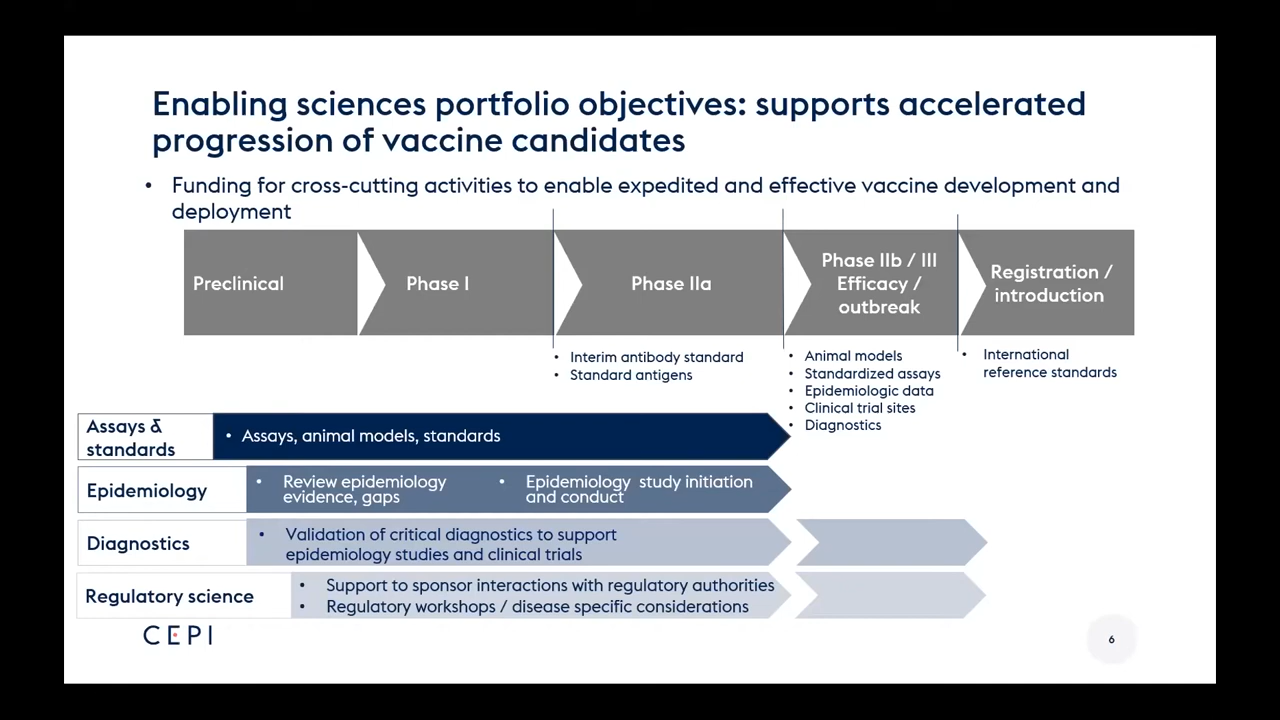 Enabling sciences portfolio objectives: supports accelerated
progression of vaccine candidates
• Funding for cross-cutting activities to enable expedited and effective vaccine development and
deployment
Preclinical
Phase I
Phase IIa
Phase IIb / III
Efficacy /
outbreak
Registration /
introduction
• Interim antibody standard
• Standard antigens
• Animal models
• Standardized assays
• Epidemiologic data
• Clinical trial sites
• Diagnostics
• International
reference standards
Assays &
standards
• Assays, animal models, standards
Epidemiology
• Review epidemiology
evidence, gaps
• Epidemiology study initiation
and conduct
Diagnostics
• Validation of critical diagnostics to support
epidemiology studies and clinical trials
Regulatory science
• Support to sponsor interactions with regulatory authorities
• Regulatory workshops / disease specific considerations
CEPI
6